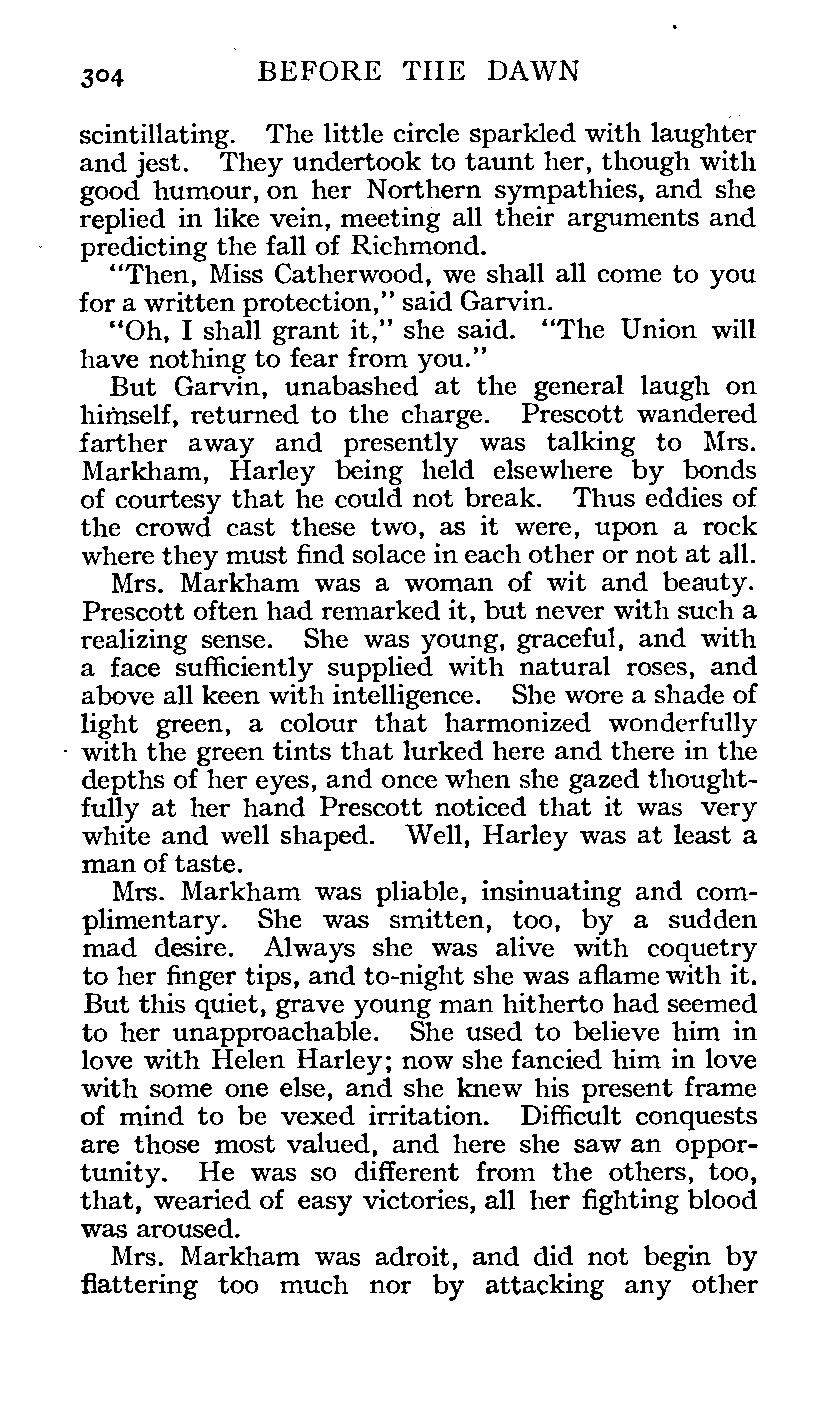 304 BEFORE THE DAWN
scintillating. The little circle sparkled with laughter
and jest. They undertook to taunt her, though with
good humour, on her Northern sympathies, and she
replied in like vein, meeting all their arguments and
predicting the fall of Richmond.
"Then, Miss Catherwood, we shall all come to you
for a written protection," said Garvin.
"Oh, I shall grant it," she said. "The Union will
have nothing to fear from you."
But Garvin, unabashed at the general laugh on
himself, returned to the charge. Prescott wandered
farther away and presently was talking to Mrs.
Markham, Harley being held elsewhere by bonds
of courtesy that he could not break. Thus eddies of
the crowd cast these two, as it were, upon a rock
where they must find solace in each other or not at all.
Mrs. Markham was a woman of wit and beauty.
Prescott often had remarked it, but never with such a
realizing sense. She was young, graceful, and with
a face sufficiently supplied with natural roses, and
above all keen with intelligence. She wore a shade of
light green, a colour that harmonized wonderfully
with the green tints that lurked here and there in the
depths of her eyes, and once when she gazed thought-
fully at her hand Prescott noticed that it was very
white and well shaped. Well, Harley was at least a
man of taste.
Mrs. Markham was pliable, insinuating and com-
plimentary. She was smitten, too, by a sudden
mad desire. Always she was alive with coquetry
to her finger tips, and to-night she was aflame with it.
But this quiet, grave young man hitherto had seemed
to her unapproachable. She used to believe him in
love with Helen Harley; now she fancied him in love
with some one else, and she knew his present frame
of mind to be vexed irritation. Difficult conquests
are those most valued, and here she saw an oppor-
tunity. He was so different from the others, too,
that, wearied of easy victories, all her fighting blood
was aroused.
Mrs. Markham was adroit, and did not begin by
flattering too much nor by attacking any other